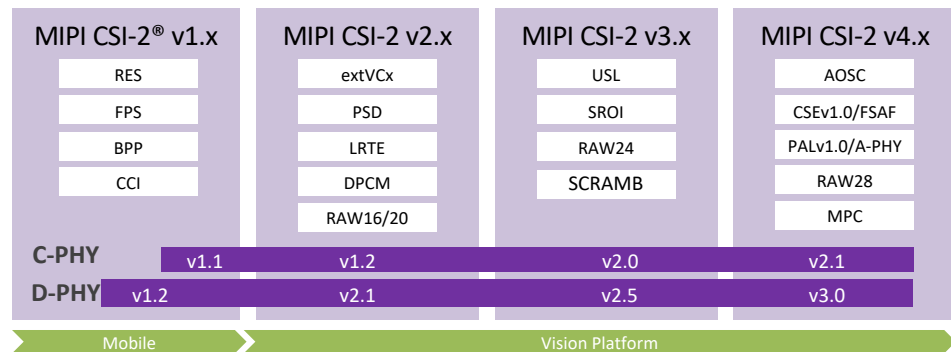 MIPI CSI-2® v1.x
RES
FPS
BPP
CCI
MIPI CSI-2 v2.x
extVCx
PSD
LRTE
DPCM
RAW16/20
MIPI CSI-2 v3.x
USL
SROI
RAW24
SCRAMB
MIPI CSI-2 v4.x
AOSC
CSEv1.0/FSAF
PALv1.0/A-PHY
RAW28
MPC
C-PHY v1.1 v1.2 v2.0 v2.1
D-PHY v1.2 v2.1 v2.5 v3.0
Mobile Vision Platform